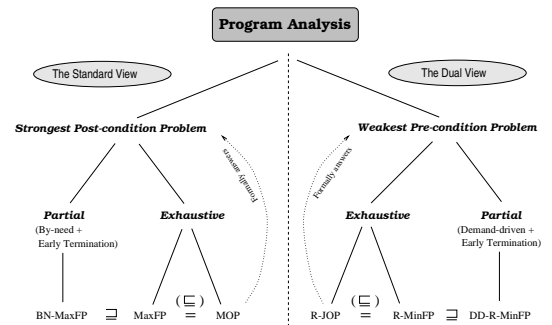 Program Analysis
The Standard View
The Dual View
Strongest Post-condition Problem
Weakest Pre-condition Problem
Formally answers
Formally answers
Partial
(By-need +
Early Termination)
Exhaustive
Exhaustive
Partial
(Demand-driven +
Early Termination)
(⊑)
(⊑)
BN-MaxFP ⊒ MaxFP = MOP
R-JOP = R-MinFP ⊒ DD-R-MinFP